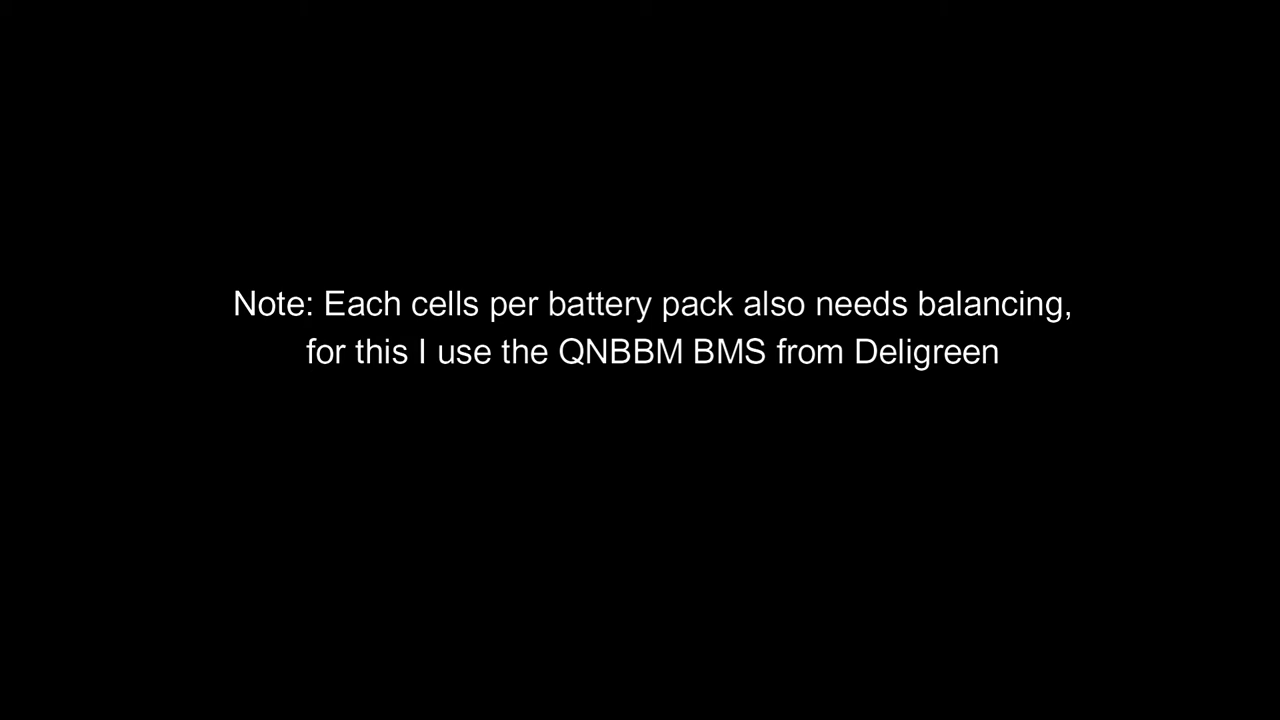 Note: Each cells per battery pack also needs balancing,
for this I use the QNBBM BMS from Deligreen